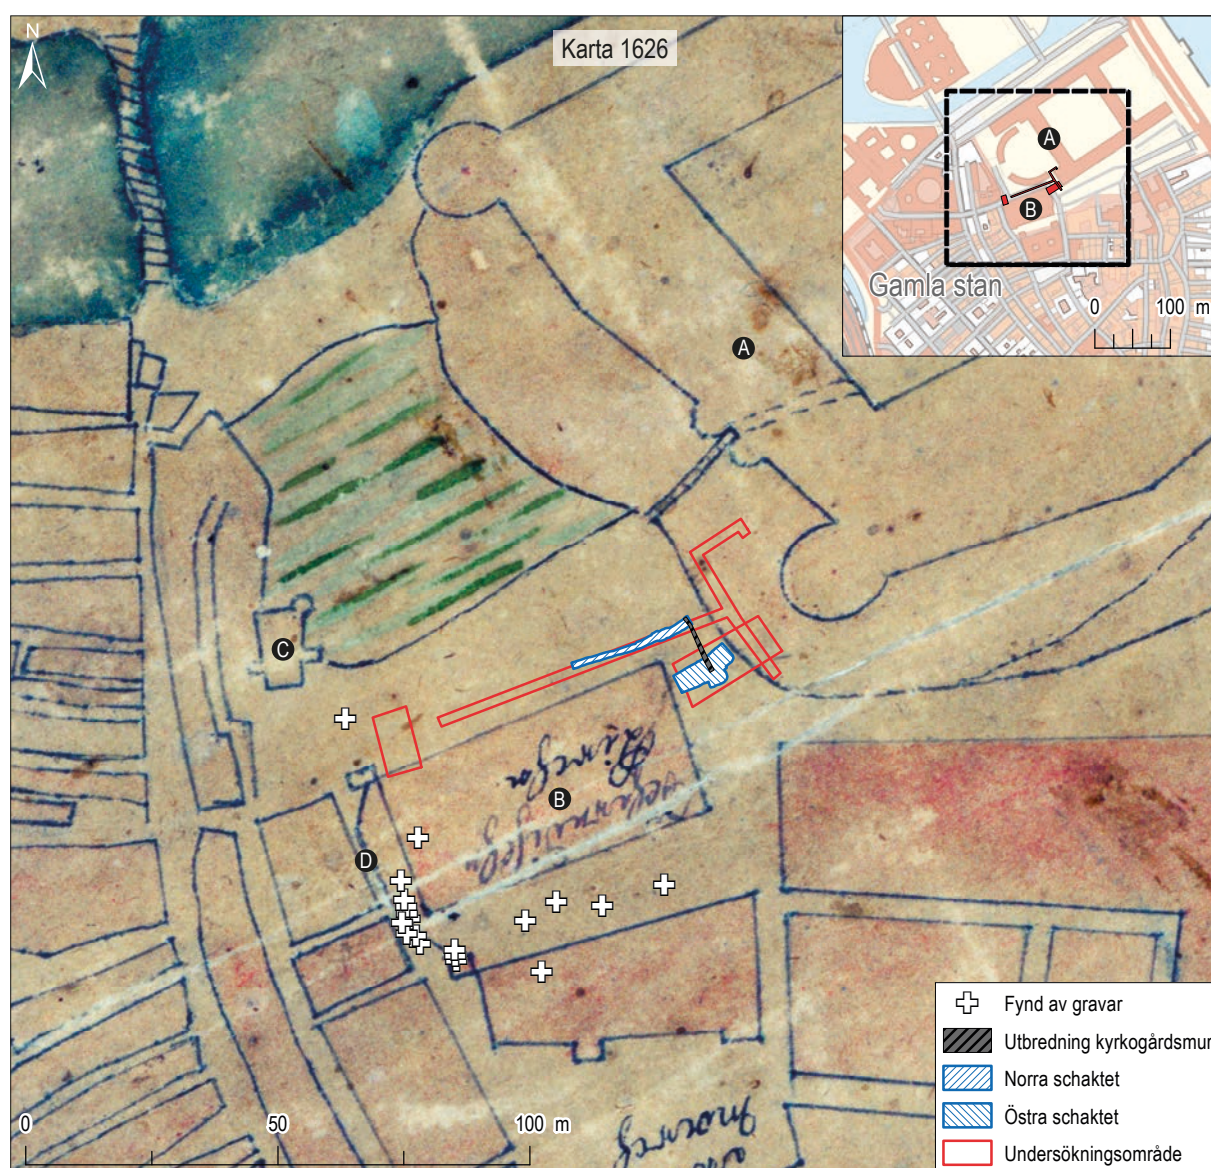 N
Karta 1626
A
B
Gamla stan
0 100 m
A
C
B
D
0 50 100 m
Fynd av gravar
Utbredning kyrkogårdsmur
Norra schaktet
Östra schaktet
Undersökningsområde